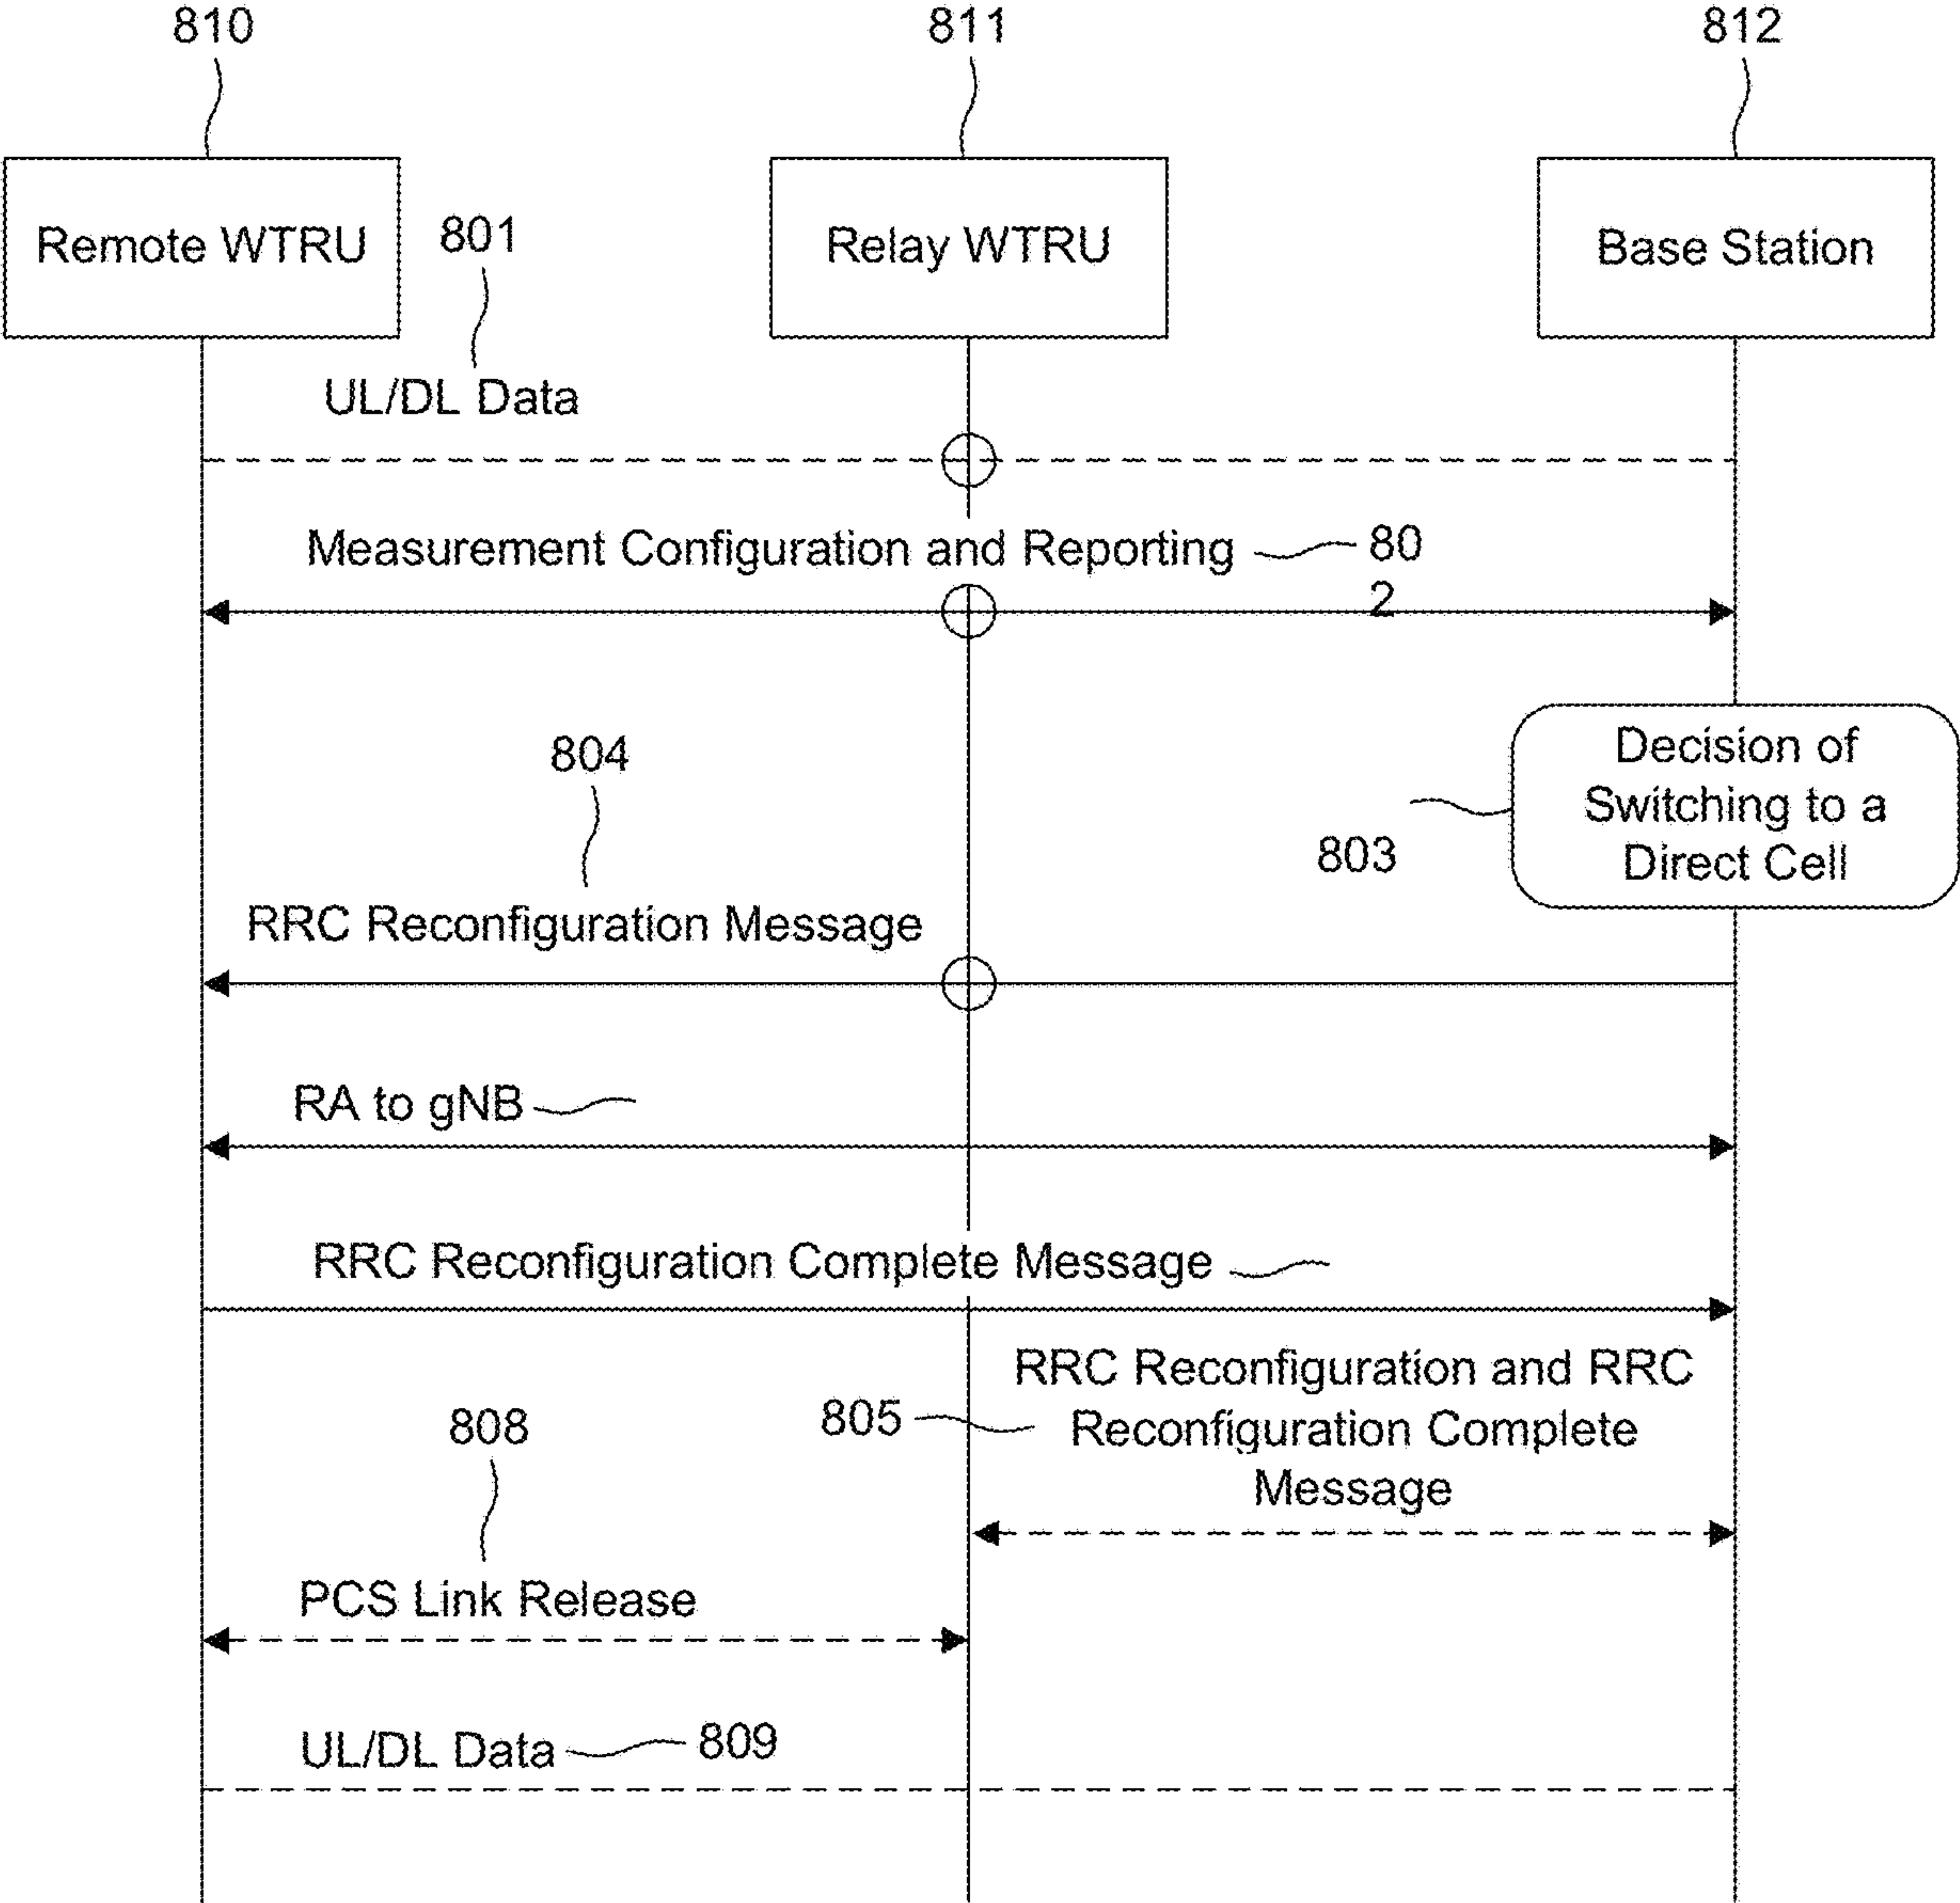 810
811
812
Remote WTRU
801
Relay WTRU
Base Station
UL/DL Data
Measurement Configuration and Reporting
80
2
804
Decision of
Switching to a
Direct Cell
803
RRC Reconfiguration Message
RA to gNB
RRC Reconfiguration Complete Message
RRC Reconfiguration and RRC
805
Reconfiguration Complete
Message
808
PCS Link Release
UL/DL Data
809